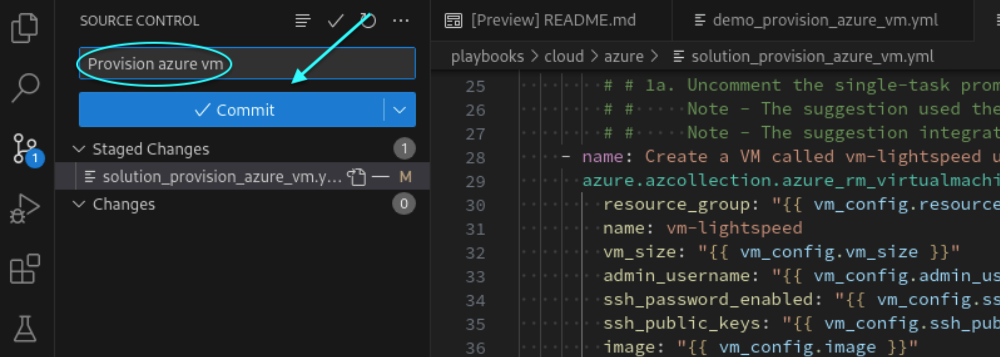 SOURCE CONTROL
Provision azure vm
Commit
Staged Changes 1
solution_provision_azure_vm.y... M
Changes 0
1
[Preview] README.md
demo_provision_azure_vm.yml
playbooks > cloud > azure > solution_provision_azure_vm.yml
25 # # 1a. Uncomment the single-task prom
26 # # Note - The suggestion used the
27 # # Note - The suggestion integrat
28 - name: Create a VM called vm-lightspeed u
29 azure.azcollection.azure_rm_virtualmachi
30 resource_group: "{{ vm_config.resource
31 name: vm-lightspeed
32 vm_size: "{{ vm_config.vm_size }}"
33 admin_username: "{{ vm_config.admin_us
34 ssh_password_enabled: "{{ vm_config.ss
35 ssh_public_keys: "{{ vm_config.ssh_pub
36 image: "{{ vm_config.image }}"